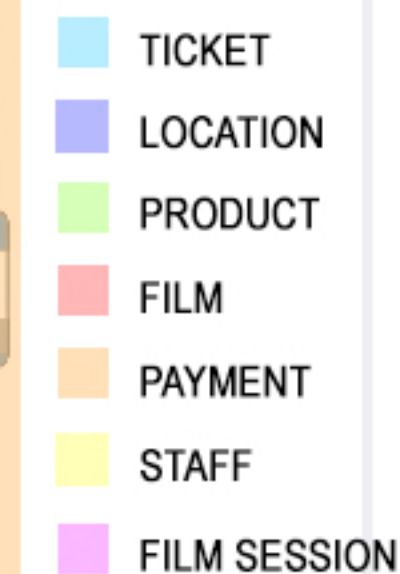 TICKET
LOCATION
PRODUCT
FILM
PAYMENT
STAFF
FILM SESSION